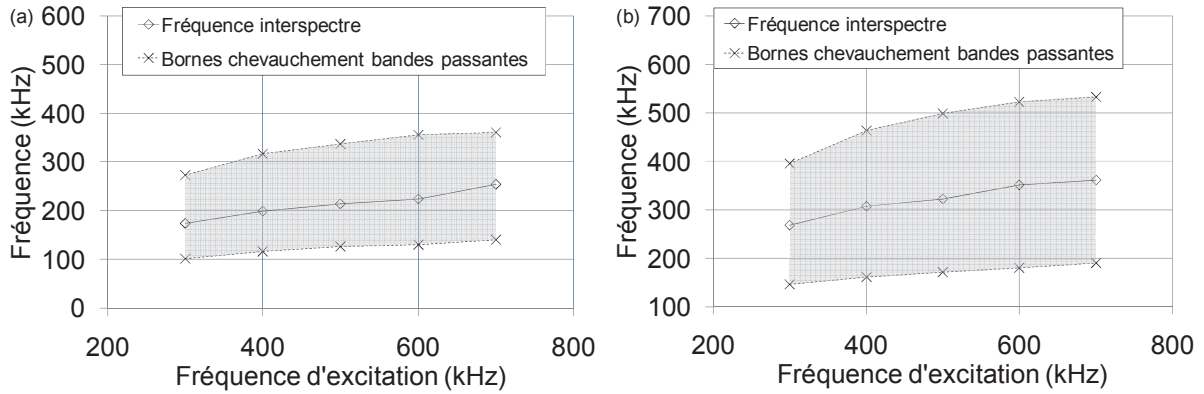 (a)
600
500
400
300
200
100
0
Fréquence (kHz)
Fréquence interspectre
Bornes chevauchement bandes passantes
200 400 600 800
Fréquence d'excitation (kHz)
(b)
700
600
500
400
300
200
100
Fréquence (kHz)
Fréquence interspectre
Bornes chevauchement bandes passantes
200 400 600 800
Fréquence d'excitation (kHz)